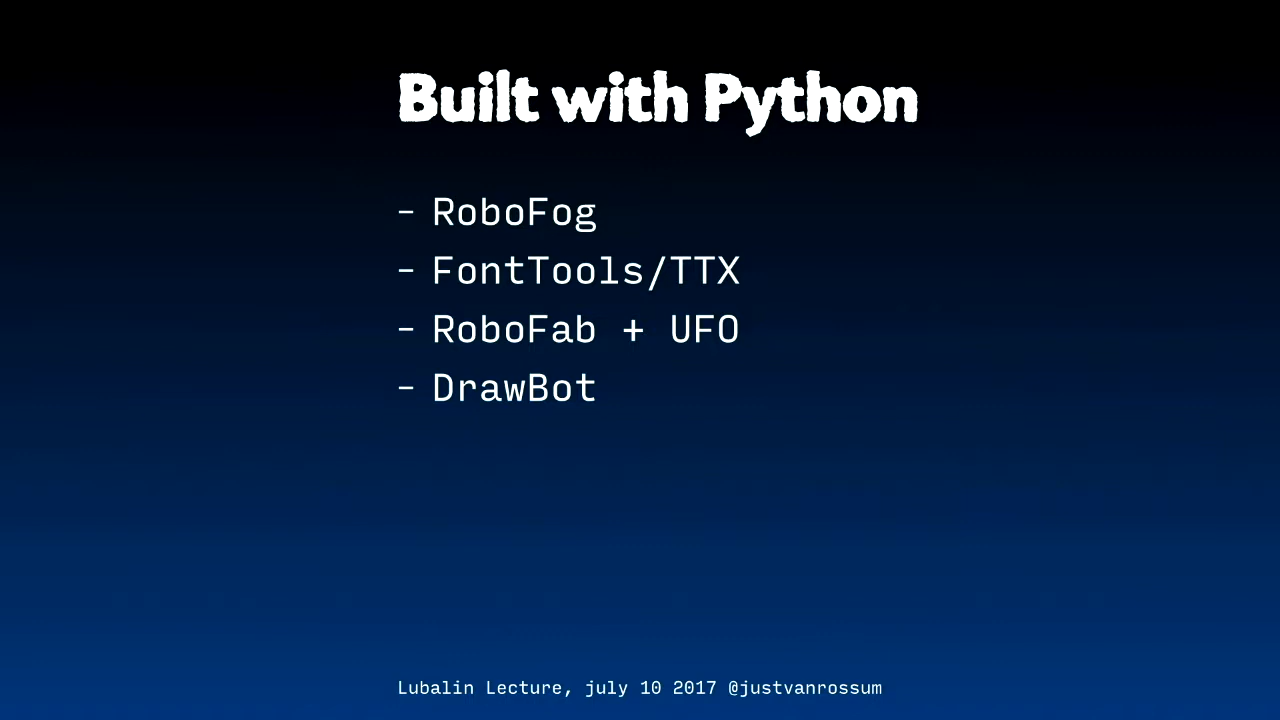 Built with Python
- RoboFog
- FontTools/TTX
- RoboFab + UFO
- DrawBot
Lubalin Lecture, july 10 2017 @justvanrossum